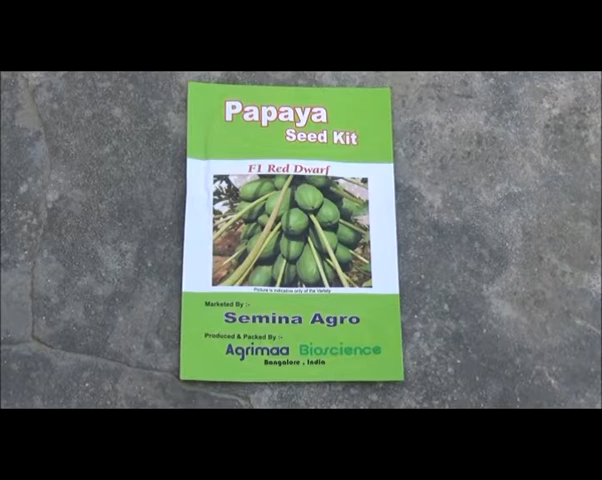 Papaya
Seed Kit
F1 Red Dwarf
Picture is indicative only of the Variety
Marketed By :-
Semina Agro
Produced & Packed By :-
Agrimaa Bioscience
Bangalore . India